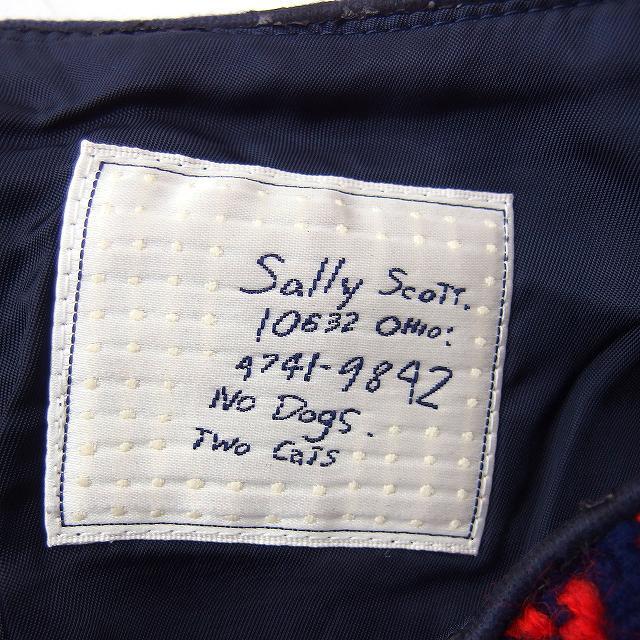 Sally Scott.
10632 Ohio:
4741-9842
No Dogs.
Two Cats